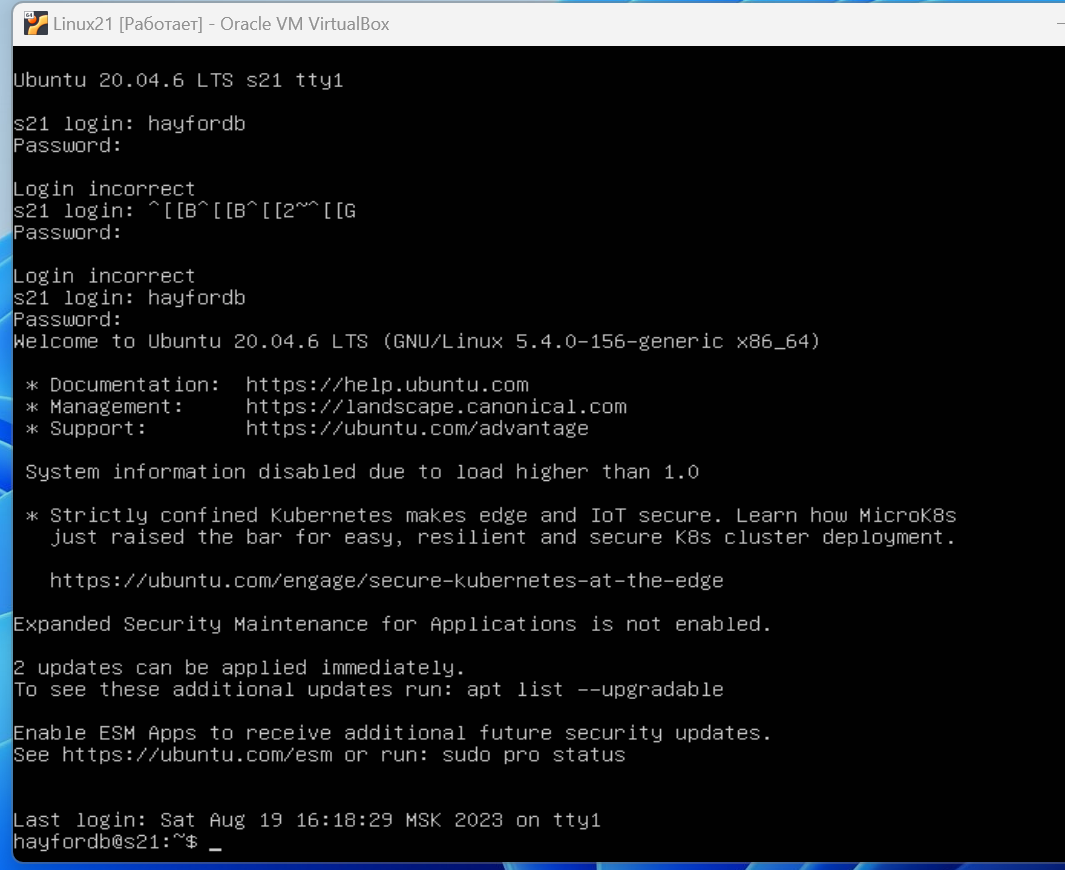 Linux21 [Работает] - Oracle VM VirtualBox
Ubuntu 20.04.6 LTS s21 tty1
s21 login: hayfordb
Password:
Login incorrect
s21 login: ^[[B^[[B^[[2~^[[G
Password:
Login incorrect
s21 login: hayfordb
Password:
Welcome to Ubuntu 20.04.6 LTS (GNU/Linux 5.4.0-156-generic x86_64)
* Documentation:  https://help.ubuntu.com
* Management:     https://landscape.canonical.com
* Support:        https://ubuntu.com/advantage
System information disabled due to load higher than 1.0
* Strictly confined Kubernetes makes edge and IoT secure. Learn how MicroK8s
just raised the bar for easy, resilient and secure K8s cluster deployment.
https://ubuntu.com/engage/secure-kubernetes-at-the-edge
Expanded Security Maintenance for Applications is not enabled.
2 updates can be applied immediately.
To see these additional updates run: apt list --upgradable
Enable ESM Apps to receive additional future security updates.
See https://ubuntu.com/esm or run: sudo pro status
Last login: Sat Aug 19 16:18:29 MSK 2023 on tty1
hayfordb@s21:~$ _